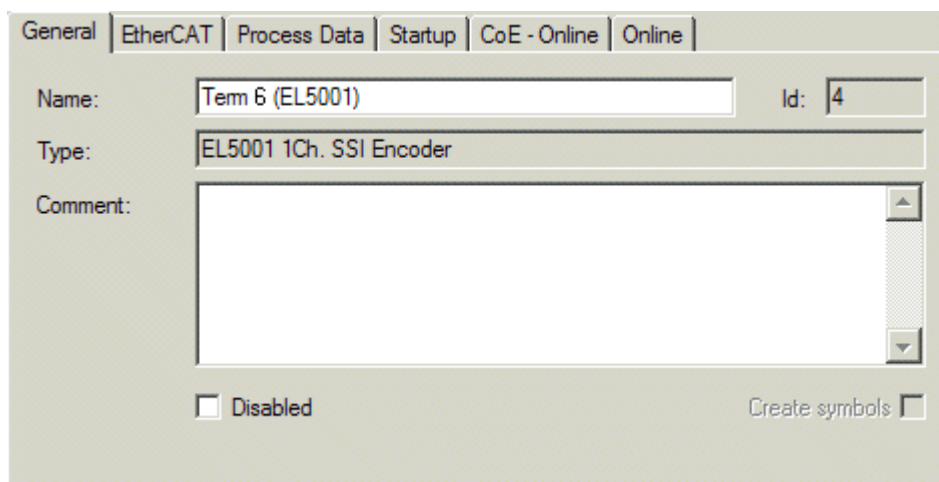 General EtherCAT Process Data Startup CoE - Online Online
Name: Term 6 (EL5001) Id: 4
Type: EL5001 1Ch. SSI Encoder
Comment:
Disabled Create symbols